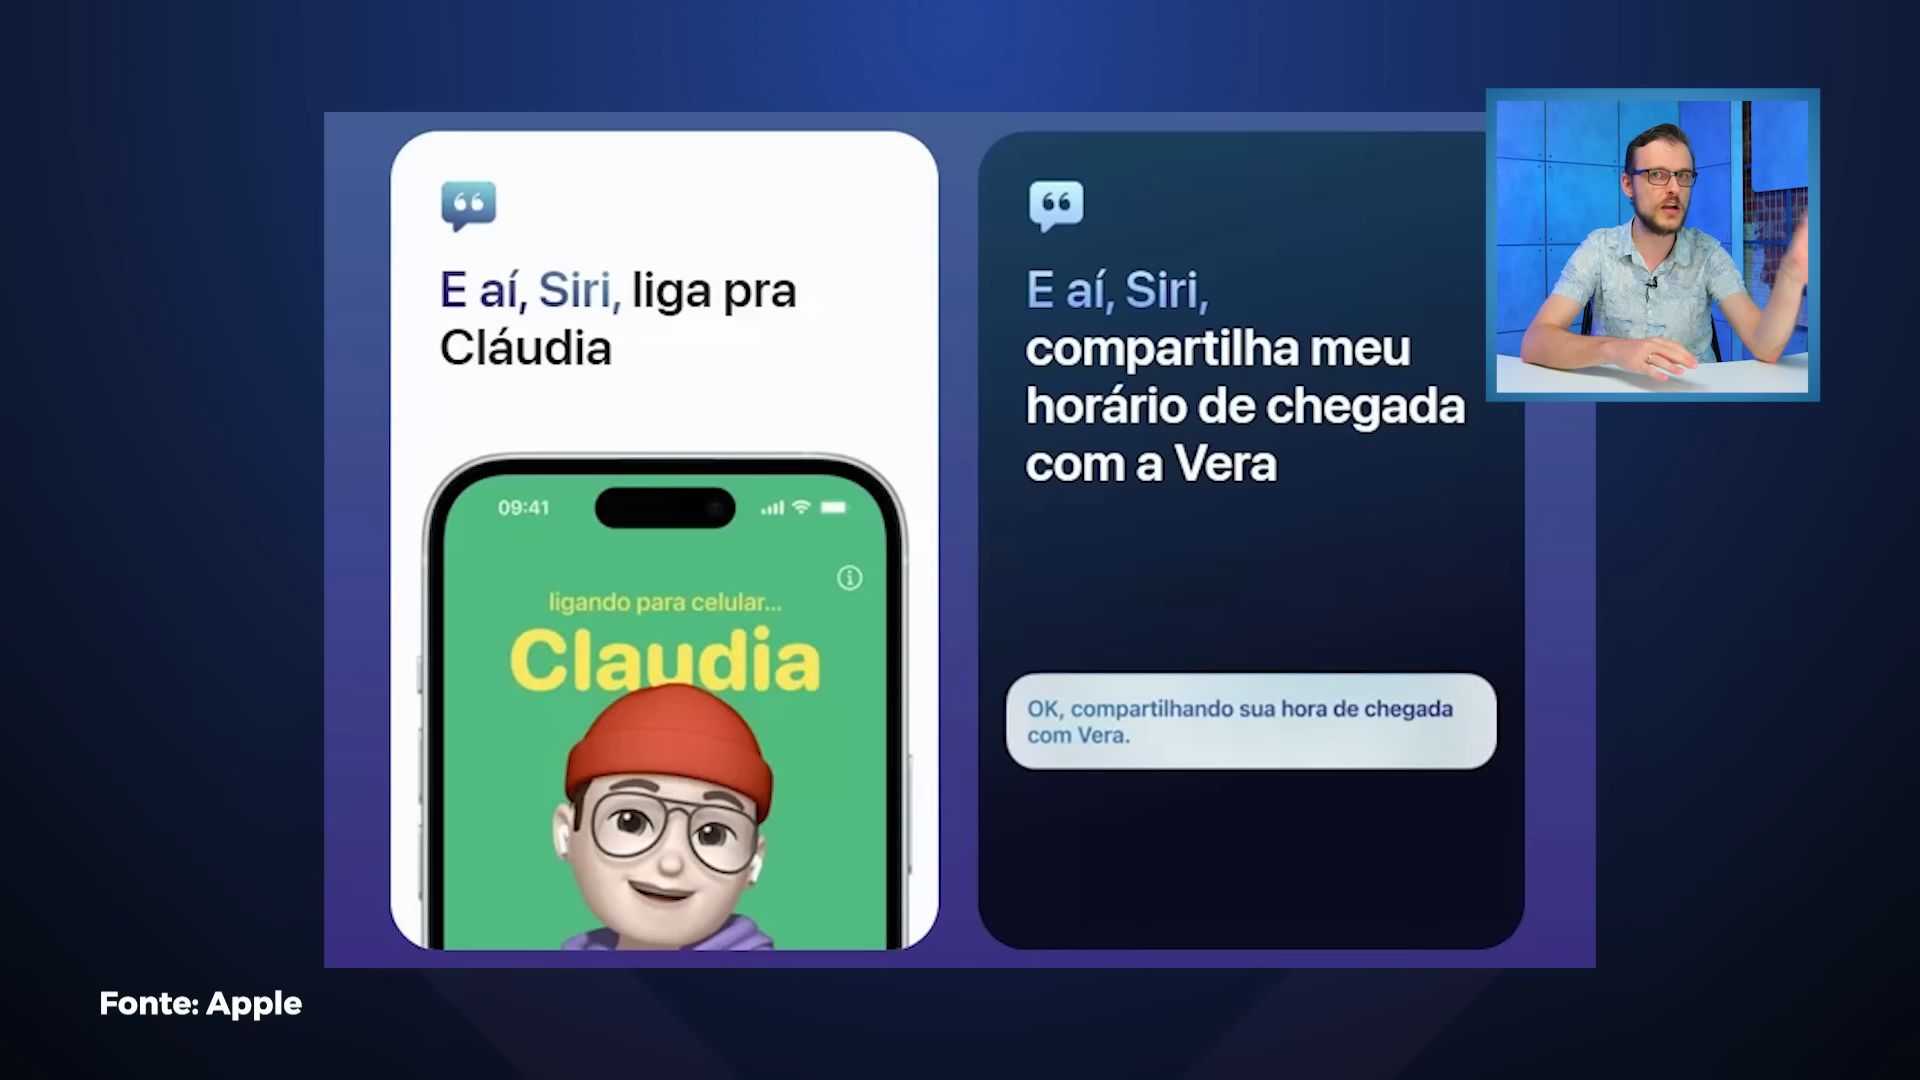 E aí, Siri, liga pra
Cláudia
09:41
ligando para celular...
Claudia
E aí, Siri,
compartilha meu
horário de chegada
com a Vera
OK, compartilhando sua hora de chegada
com Vera.
Fonte: Apple